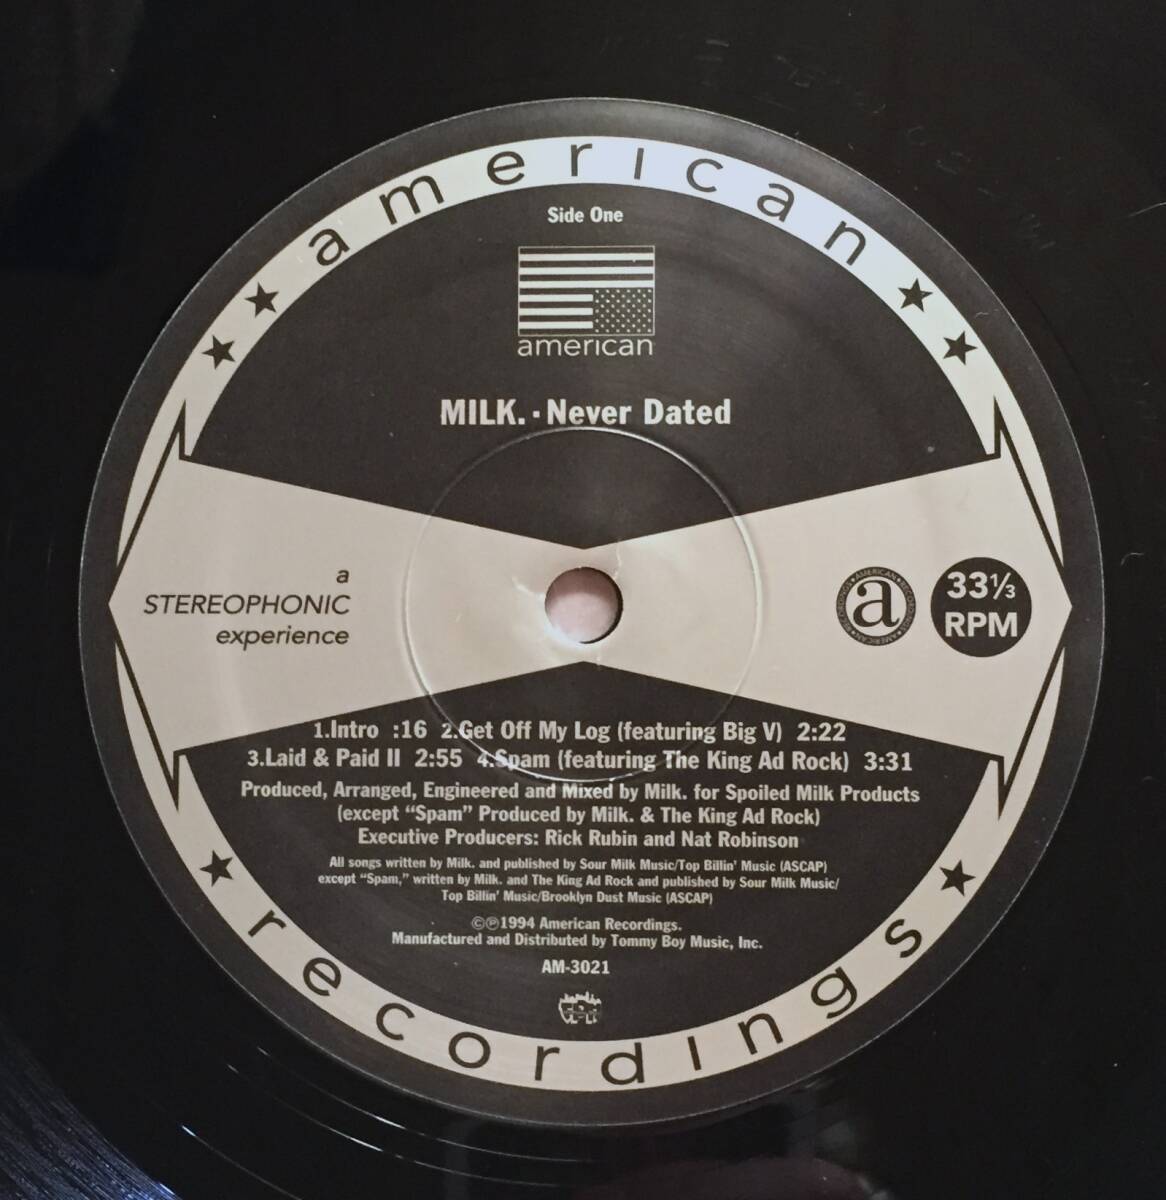 american
Side One
american
MILK. · Never Dated
a
STEREOPHONIC
experience
a
AMERICAN RECORDINGS AMERICAN RECORDINGS
33⅓
RPM
1.Intro :16 2.Get Off My Log (featuring Big V) 2:22
3.Laid & Paid II 2:55 4.Spam (featuring The King Ad Rock) 3:31
Produced, Arranged, Engineered and Mixed by Milk. for Spoiled Milk Products
(except “Spam” Produced by Milk. & The King Ad Rock)
Executive Producers: Rick Rubin and Nat Robinson
All songs written by Milk. and published by Sour Milk Music/Top Billin' Music (ASCAP)
except “Spam,” written by Milk. and The King Ad Rock and published by Sour Milk Music/
Top Billin' Music/Brooklyn Dust Music (ASCAP)
©℗1994 American Recordings.
Manufactured and Distributed by Tommy Boy Music, Inc.
AM-3021
recordings